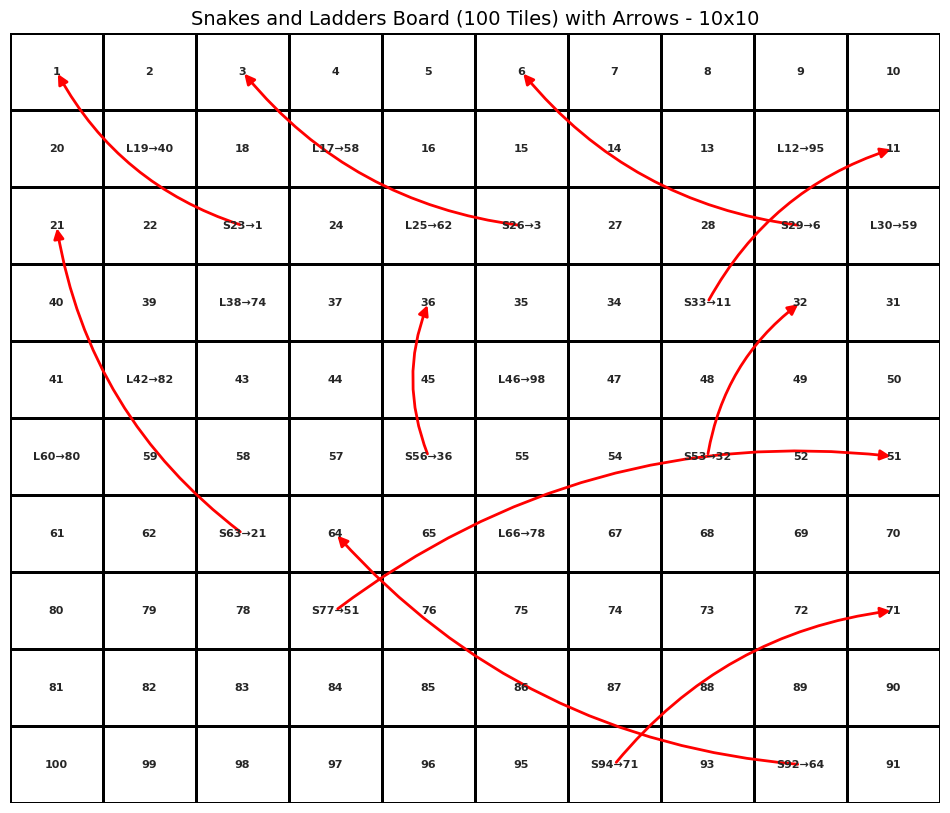 Snakes and Ladders Board (100 Tiles) with Arrows - 10x10
1 2 3 4 5 6 7 8 9 10
20 L19→40 18 L17→58 16 15 14 13 L12→95 11
21 22 S23→1 24 L25→62 S26→3 27 28 S29→6 L30→59
40 39 L38→74 37 36 35 34 S33→11 32 31
41 L42→82 43 44 45 L46→98 47 48 49 50
L60→80 59 58 57 S56→36 55 54 S53→32 52 51
61 62 S63→21 64 65 L66→78 67 68 69 70
80 79 78 S77→51 76 75 74 73 72 71
81 82 83 84 85 86 87 88 89 90
100 99 98 97 96 95 S94→71 93 S92→64 91